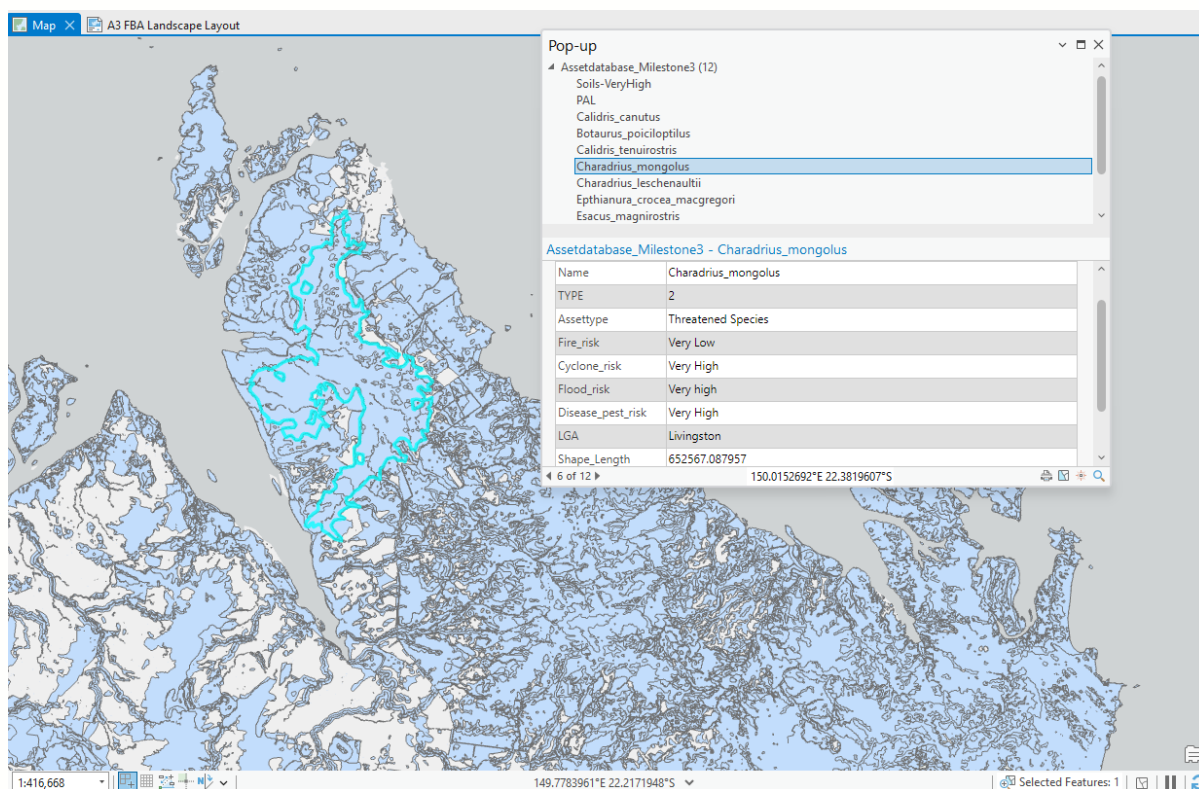 Map
A3 FBA Landscape Layout
Pop-up
Assetdatabase_Milestone3 (12)
Soils-VeryHigh
PAL
Calidris_canutus
Botaurus_poiciloptilus
Calidris_tenuirostris
Charadrius_mongolus
Charadrius_leschenaultii
Epthianura_crocea_macgregori
Esacus_magnirostris
Assetdatabase_Milestone3 - Charadrius_mongolus
Name Charadrius_mongolus
TYPE 2
Assettype Threatened Species
Fire_risk Very Low
Cyclone_risk Very High
Flood_risk Very high
Disease_pest_risk Very High
LGA Livingston
Shape_Length 652567.087957
6 of 12 150.0152692°E 22.3819607°S
1:416,668 149.7783961°E 22.2171948°S Selected Features: 1